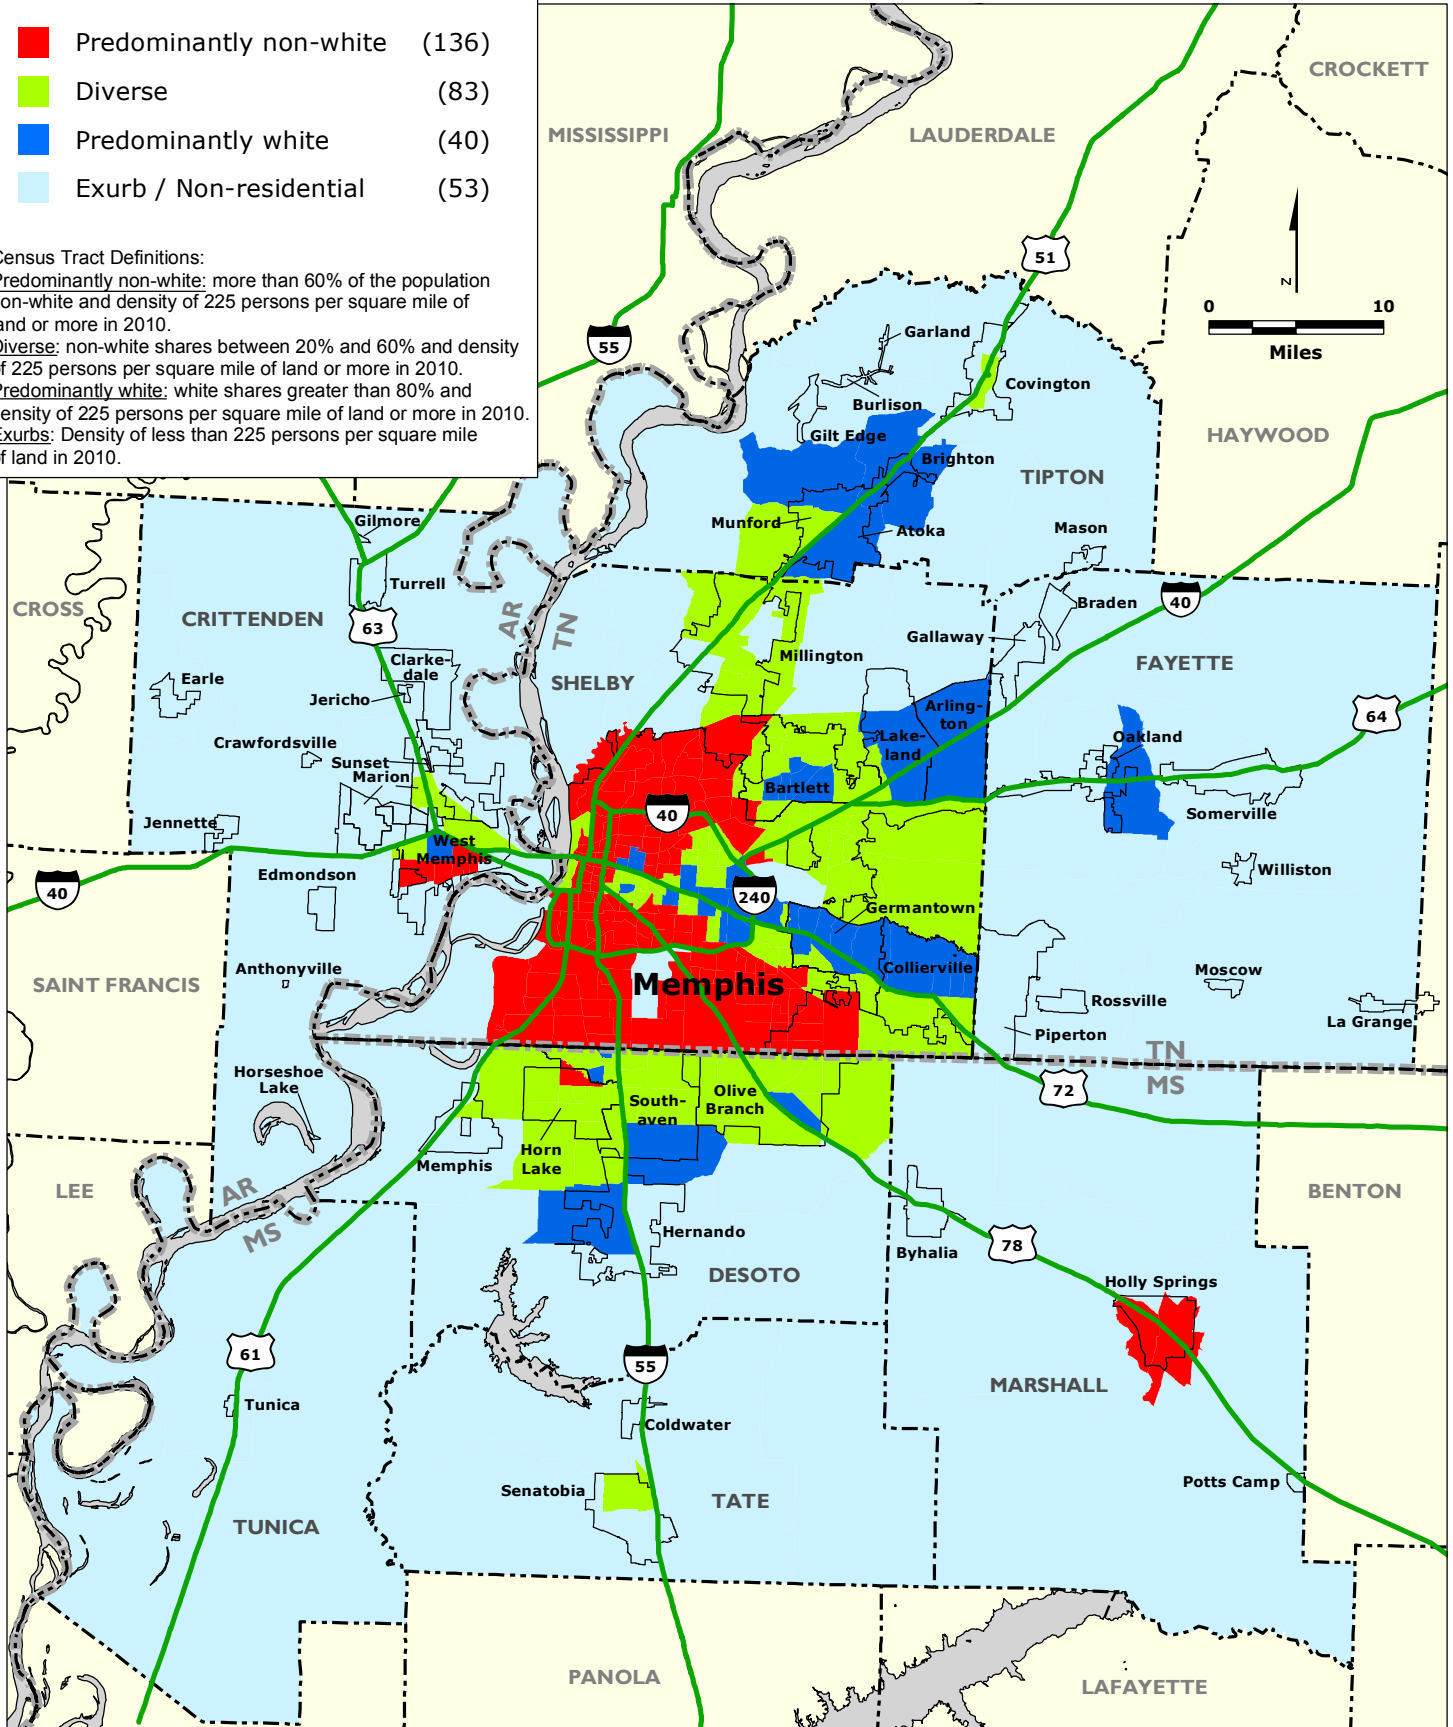 Predominantly non-white (136)
Diverse (83)
Predominantly white (40)
Exurb / Non-residential (53)
Census Tract Definitions:
Predominantly non-white: more than 60% of the population
non-white and density of 225 persons per square mile of
land or more in 2010.
Diverse: non-white shares between 20% and 60% and density
of 225 persons per square mile of land or more in 2010.
Predominantly white: white shares greater than 80% and
density of 225 persons per square mile of land or more in 2010.
Exurbs: Density of less than 225 persons per square mile
of land in 2010.
CROCKETT
MISSISSIPPI
LAUDERDALE
51
N
0 10
Miles
55
Garland
Covington
Burlison
Gilt Edge
HAYWOOD
Brighton
TIPTON
Munford
Atoka
Mason
Gilmore
Turrell
CROSS
CRITTENDEN
63
AR
TN
Braden
40
Gallaway
FAYETTE
Millington
SHELBY
Clarke-
dale
Earle
Jericho
Arling-
ton
64
Lake-
land
Oakland
Crawfordsville
Sunset
Marion
Bartlett
Somerville
Jennette
40
West
Memphis
Williston
Edmondson
40
240
Germantown
Collierville
Moscow
Anthonyville
SAINT FRANCIS
Memphis
Rossville
La Grange
Piperton
TN
MS
Horseshoe
Lake
72
South-
aven
Olive
Branch
Horn
Lake
Memphis
LEE
AR
MS
BENTON
Hernando
Byhalia
78
DESOTO
Holly Springs
61
55
MARSHALL
Tunica
Coldwater
Senatobia
TATE
Potts Camp
TUNICA
PANOLA
LAFAYETTE